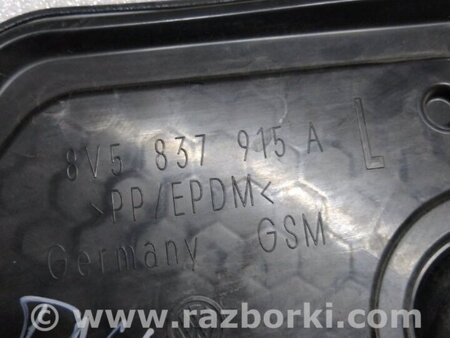 8V5 837 915 A L
>PP/EPDM<
Germany GSM
© www.razborki.com